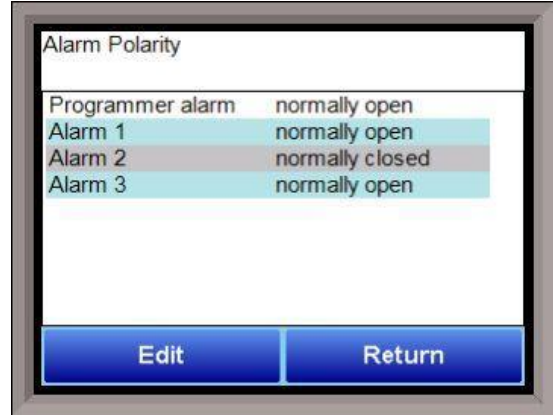 Alarm Polarity
Programmer alarm normally open
Alarm 1 normally open
Alarm 2 normally closed
Alarm 3 normally open
Edit Return